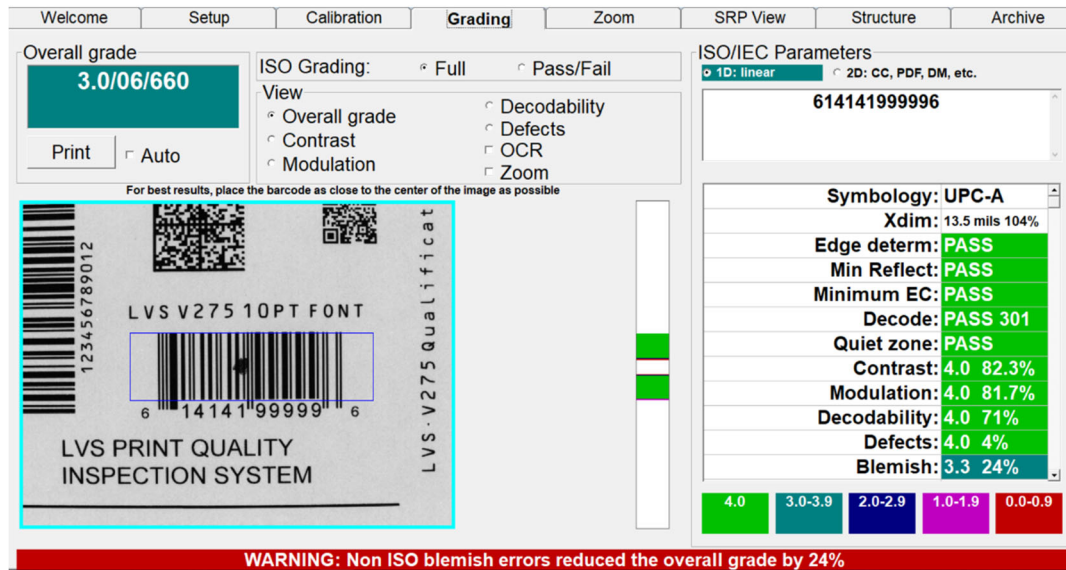 Welcome Setup Calibration Grading Zoom SRP View Structure Archive
Overall grade
3.0/06/660
Print Auto
ISO Grading: Full Pass/Fail
View
Overall grade
Contrast
Modulation
Decodability
Defects
OCR
Zoom
For best results, place the barcode as close to the center of the image as possible
123456789012
LVS V275 10PT FONT
6 14141 99999 6
LVS PRINT QUALITY
INSPECTION SYSTEM
LVS·V275 Qualificat
ISO/IEC Parameters
1D: linear 2D: CC, PDF, DM, etc.
614141999996
Symbology: UPC-A
Xdim: 13.5 mils 104%
Edge determ: PASS
Min Reflect: PASS
Minimum EC: PASS
Decode: PASS 301
Quiet zone: PASS
Contrast: 4.0 82.3%
Modulation: 4.0 81.7%
Decodability: 4.0 71%
Defects: 4.0 4%
Blemish: 3.3 24%
4.0 3.0-3.9 2.0-2.9 1.0-1.9 0.0-0.9
WARNING: Non ISO blemish errors reduced the overall grade by 24%